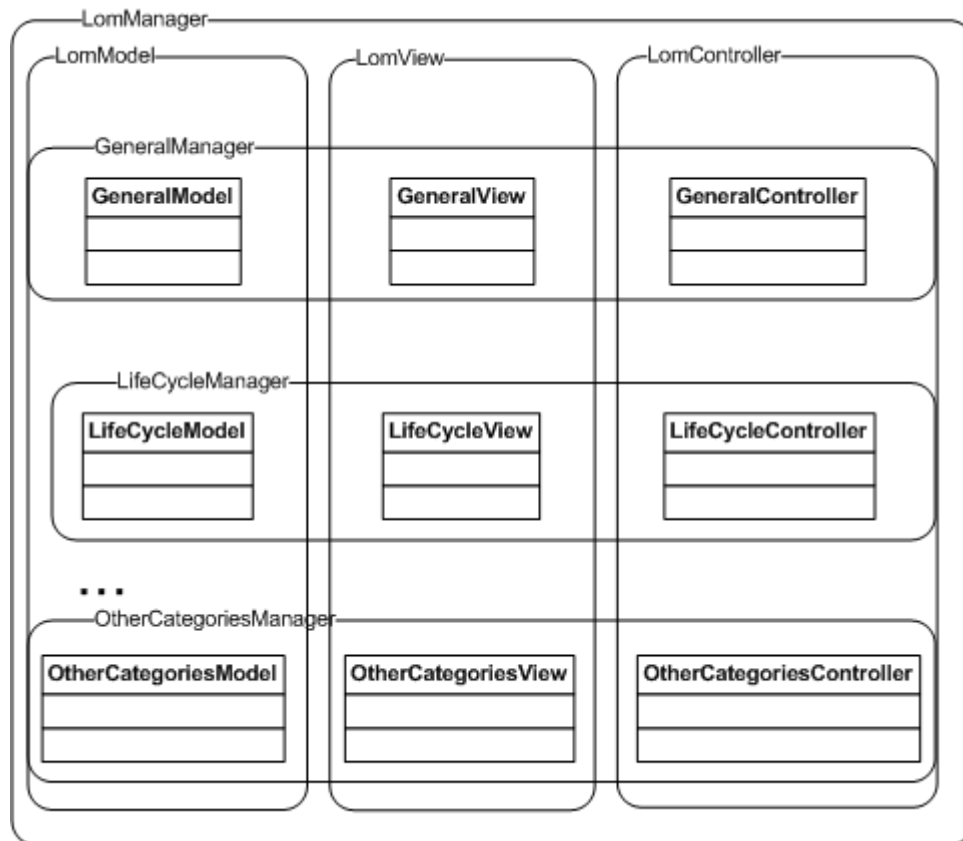 LomManager
LomModel
LomView
LomController
GeneralManager
GeneralModel
GeneralView
GeneralController
LifeCycleManager
LifeCycleModel
LifeCycleView
LifeCycleController
...
OtherCategoriesManager
OtherCategoriesModel
OtherCategoriesView
OtherCategoriesController